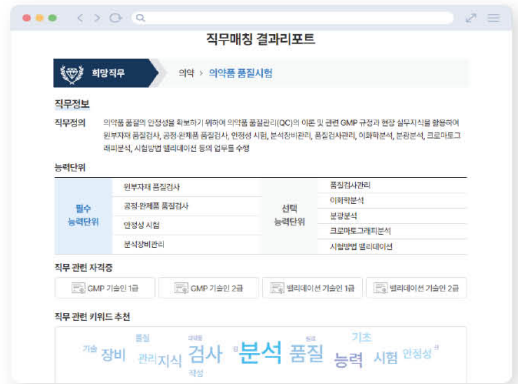 직무매칭 결과리포트
희망직무
의약 > 의약품 품질시험
직무정보
직무정의
의약품 품질의 안정성을 확보하기 위하여 의약품 품질관리(QC)의 이론 및 관련 GMP 규정과 현장 실무지식을 활용하여
원부자재 품질검사, 공정·완제품 품질검사, 안정성 시험, 분석장비관리, 품질검사관리, 이화학분석, 분광분석, 크로마토그
래피분석, 시험방법 밸리데이션 등의 업무를 수행
능력단위
필수
능력단위
원부자재 품질검사
공정·완제품 품질검사
안정성 시험
분석장비관리
선택
능력단위
품질검사관리
이화학분석
분광분석
크로마토그래피분석
시험방법 밸리데이션
직무 관련 자격증
GMP 기술인 1급
GMP 기술인 2급
밸리데이션 기술인 1급
밸리데이션 기술인 2급
직무 관련 키워드 추천
기술 장비 품질 관리 지식 검사 분석 품질 능력 기초 시험 안정성